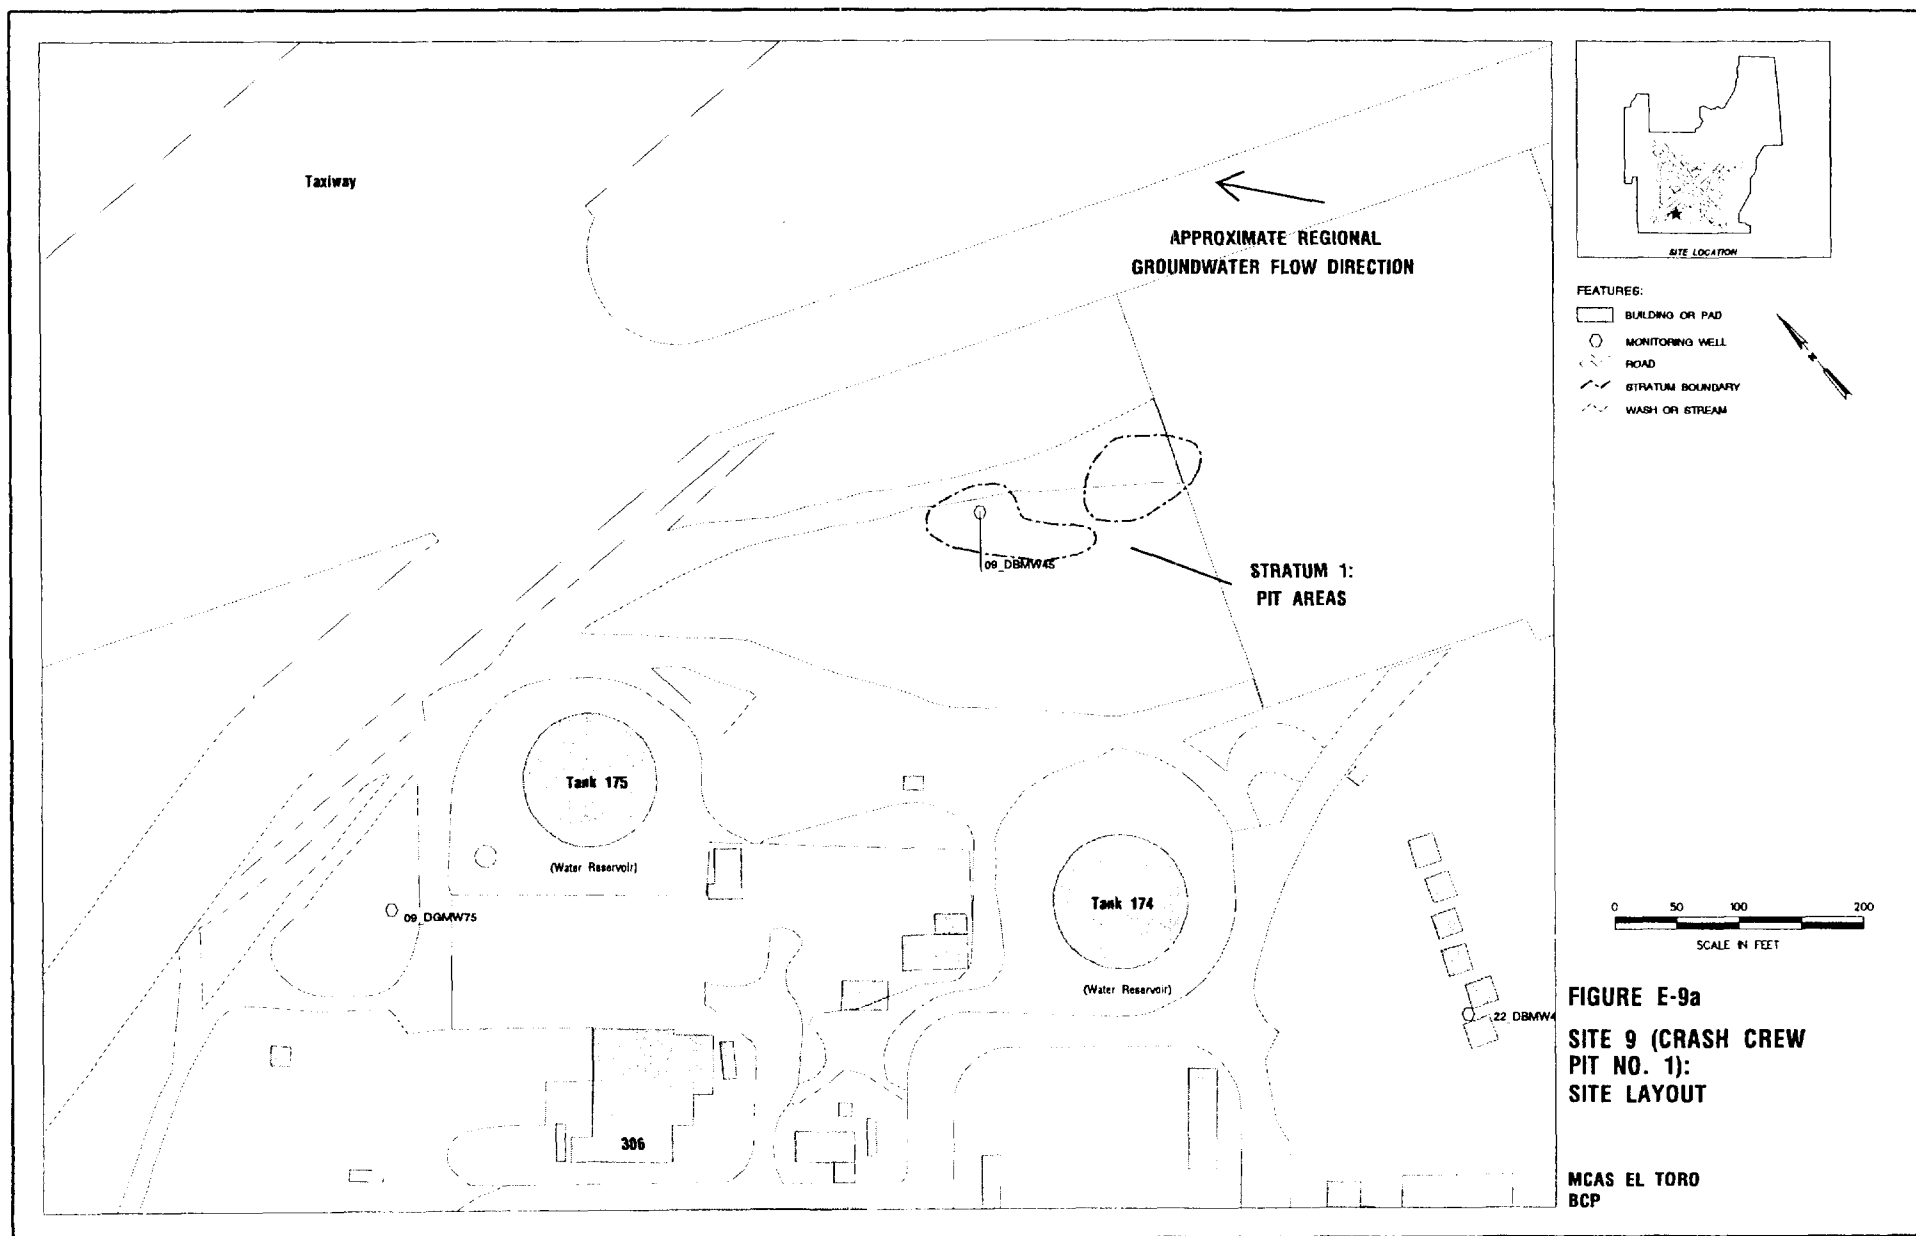 Taxiway
APPROXIMATE REGIONAL
GROUNDWATER FLOW DIRECTION
SITE LOCATION
FEATURES:
BUILDING OR PAD
MONITORING WELL
ROAD
STRATUM BOUNDARY
WASH OR STREAM
N
09_DBMW45
STRATUM 1:
PIT AREAS
Tank 175
(Water Reservoir)
09_DGMW75
Tank 174
(Water Reservoir)
22_DBMW4
306
0 50 100 200
SCALE IN FEET
FIGURE E-9a
SITE 9 (CRASH CREW
PIT NO. 1):
SITE LAYOUT
MCAS EL TORO
BCP